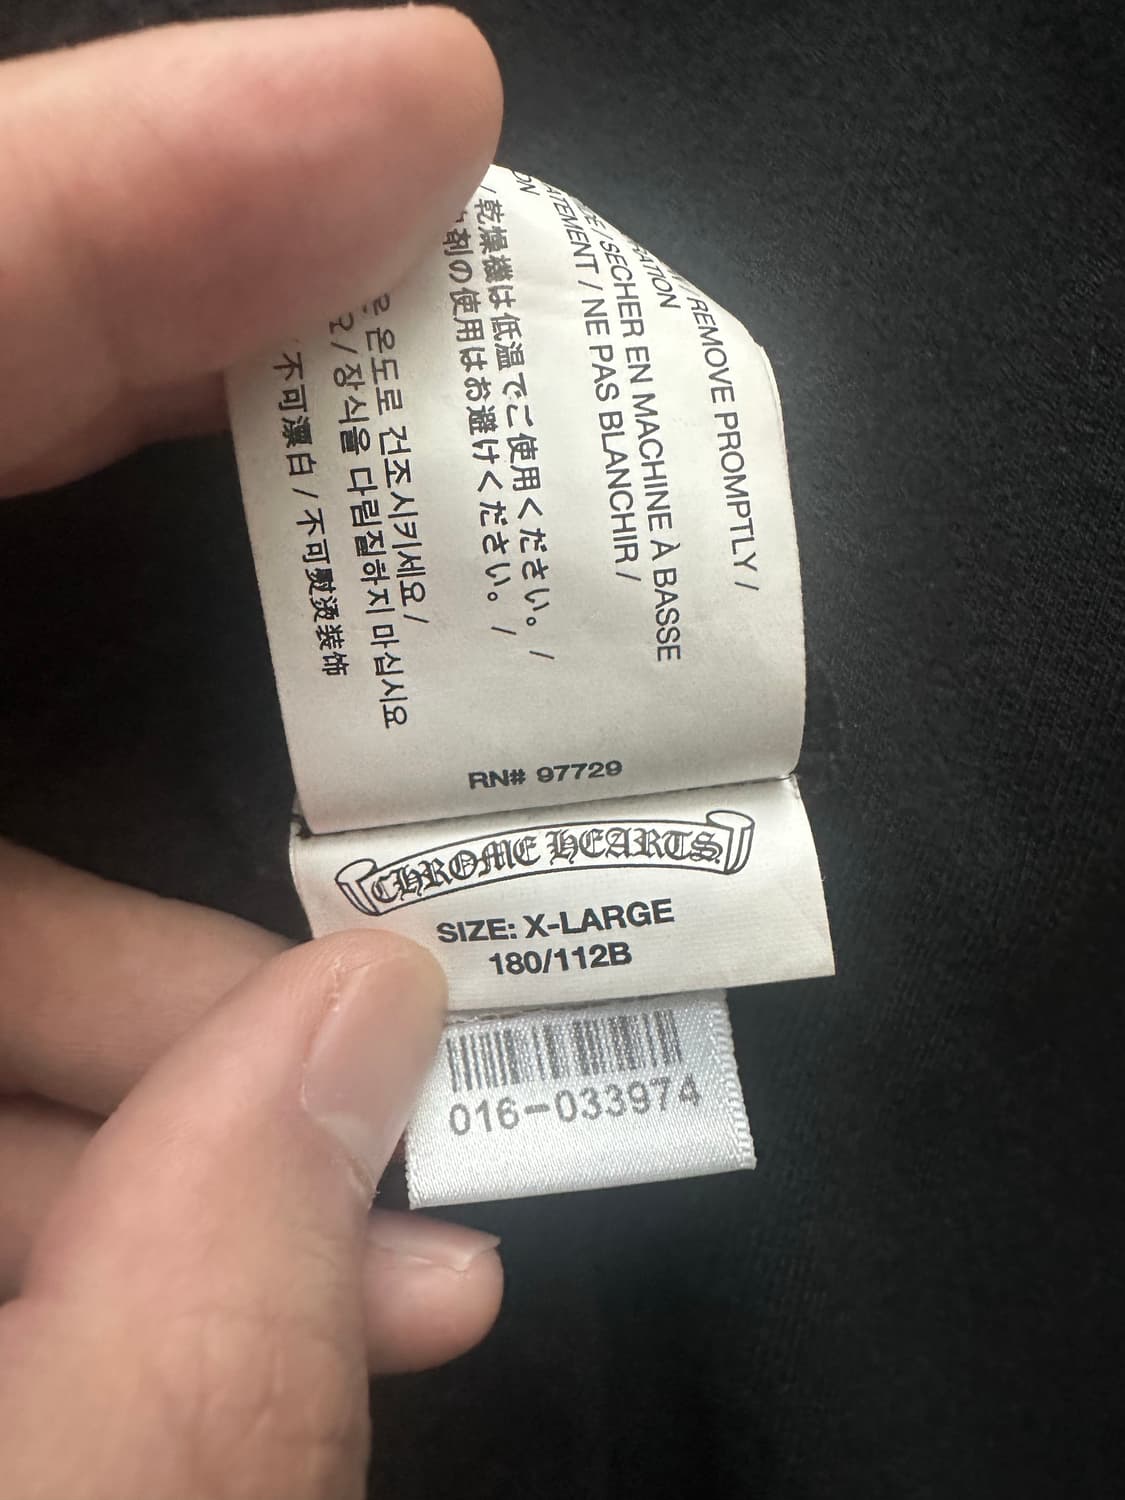 REMOVE PROMPTLY /
SECHER EN MACHINE À BASSE
/ NE PAS BLANCHIR /
/ 乾燥機は低温でご使用ください。 /
剤の使用はお避けください。 /
온도로 건조시키세요 /
/ 장식을 다림질하지 마십시오
不可漂白 / 不可熨烫装饰
RN# 97729
CHROME HEARTS
SIZE: X-LARGE
180/112B
016-033974